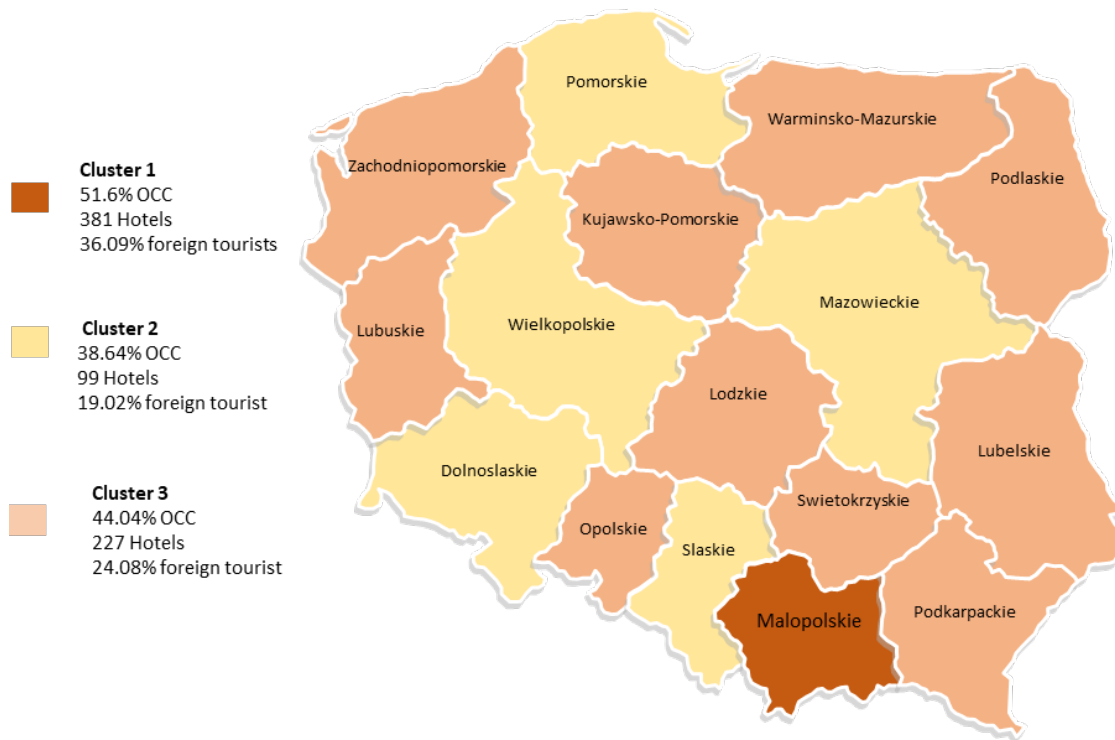 Cluster 1
51.6% OCC
381 Hotels
36.09% foreign tourists
Cluster 2
38.64% OCC
99 Hotels
19.02% foreign tourist
Cluster 3
44.04% OCC
227 Hotels
24.08% foreign tourist
Pomorskie
Warminsko-Mazurskie
Zachodniopomorskie
Podlaskie
Kujawsko-Pomorskie
Mazowieckie
Wielkopolskie
Lubuskie
Lodzkie
Lubelskie
Dolnoslaskie
Swietokrzyskie
Opolskie
Slaskie
Podkarpackie
Malopolskie